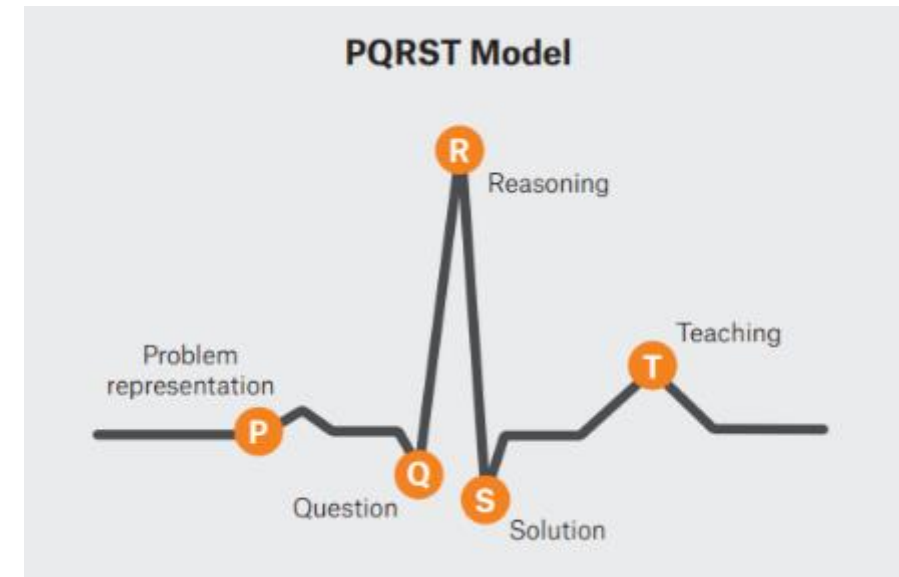 PQRST Model
R
Reasoning
Teaching
T
Problem
representation
P
Q
Question
S
Solution